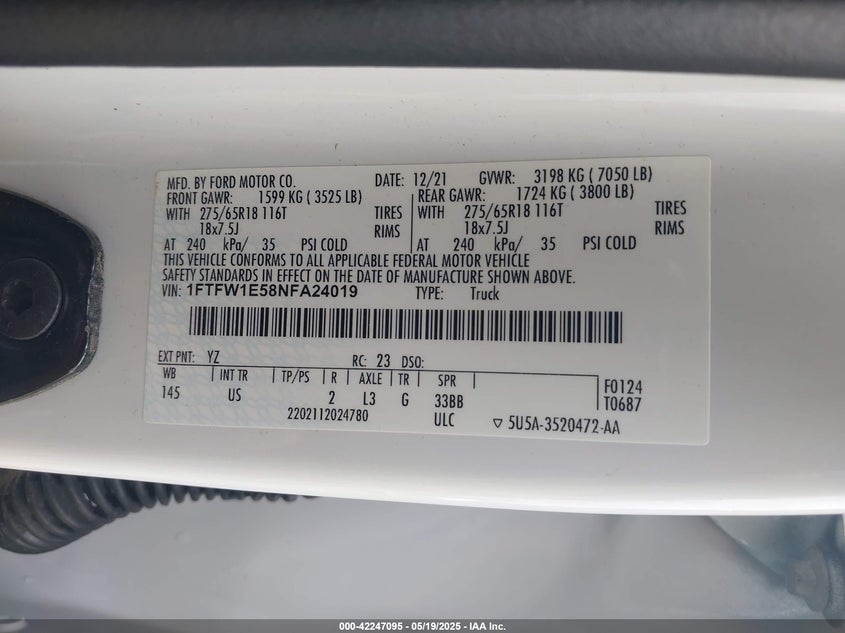 MFD. BY FORD MOTOR CO. DATE: 12/21 GVWR: 3198 KG ( 7050 LB)
FRONT GAWR: 1599 KG ( 3525 LB) REAR GAWR: 1724 KG ( 3800 LB)
WITH 275/65R18 116T TIRES WITH 275/65R18 116T TIRES
18x7.5J RIMS 18x7.5J RIMS
AT 240 kPa/ 35 PSI COLD AT 240 kPa/ 35 PSI COLD
THIS VEHICLE CONFORMS TO ALL APPLICABLE FEDERAL MOTOR VEHICLE
SAFETY STANDARDS IN EFFECT ON THE DATE OF MANUFACTURE SHOWN ABOVE.
VIN: 1FTFW1E58NFA24019 TYPE: Truck
EXT PNT: YZ RC: 23 DSO:
WB INT TR TP/PS R AXLE TR SPR F0124
145 US 2 L3 G 33BB T0687
2202112024780 ULC ▽ 5U5A-3520472-AA
000-42247095 - 05/19/2025 - IAA Inc.